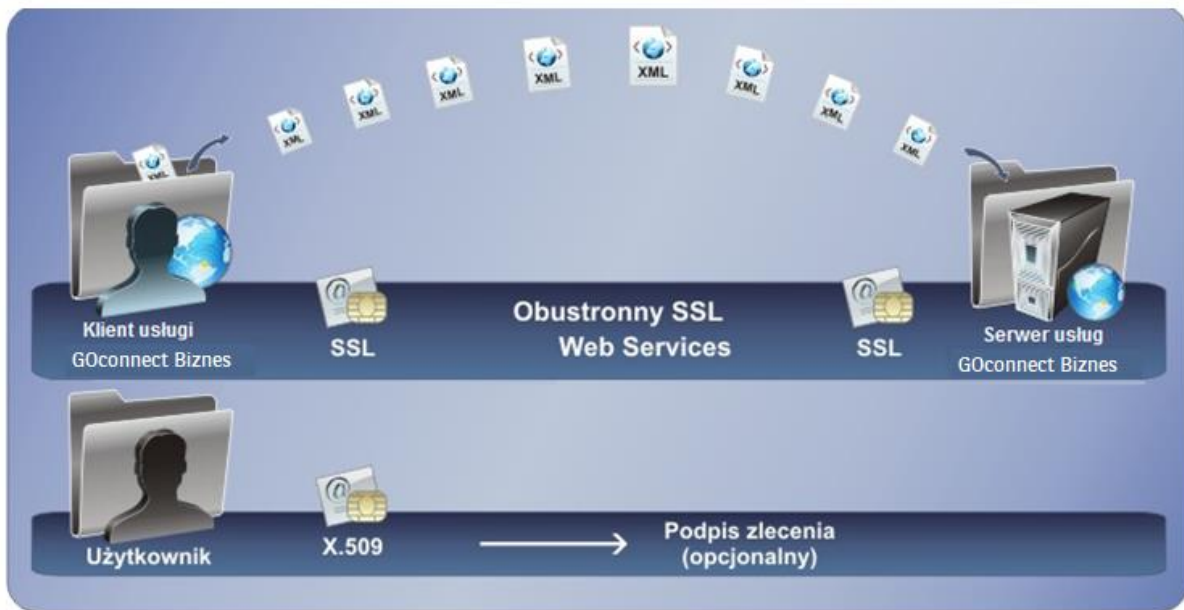 XML
XML
XML
XML
XML
XML
XML
XML
XML
Klient usługi
GOconnect Biznes
SSL
Obustronny SSL
Web Services
SSL
Serwer usług
GOconnect Biznes
Użytkownik
X.509
Podpis zlecenia
(opcjonalny)